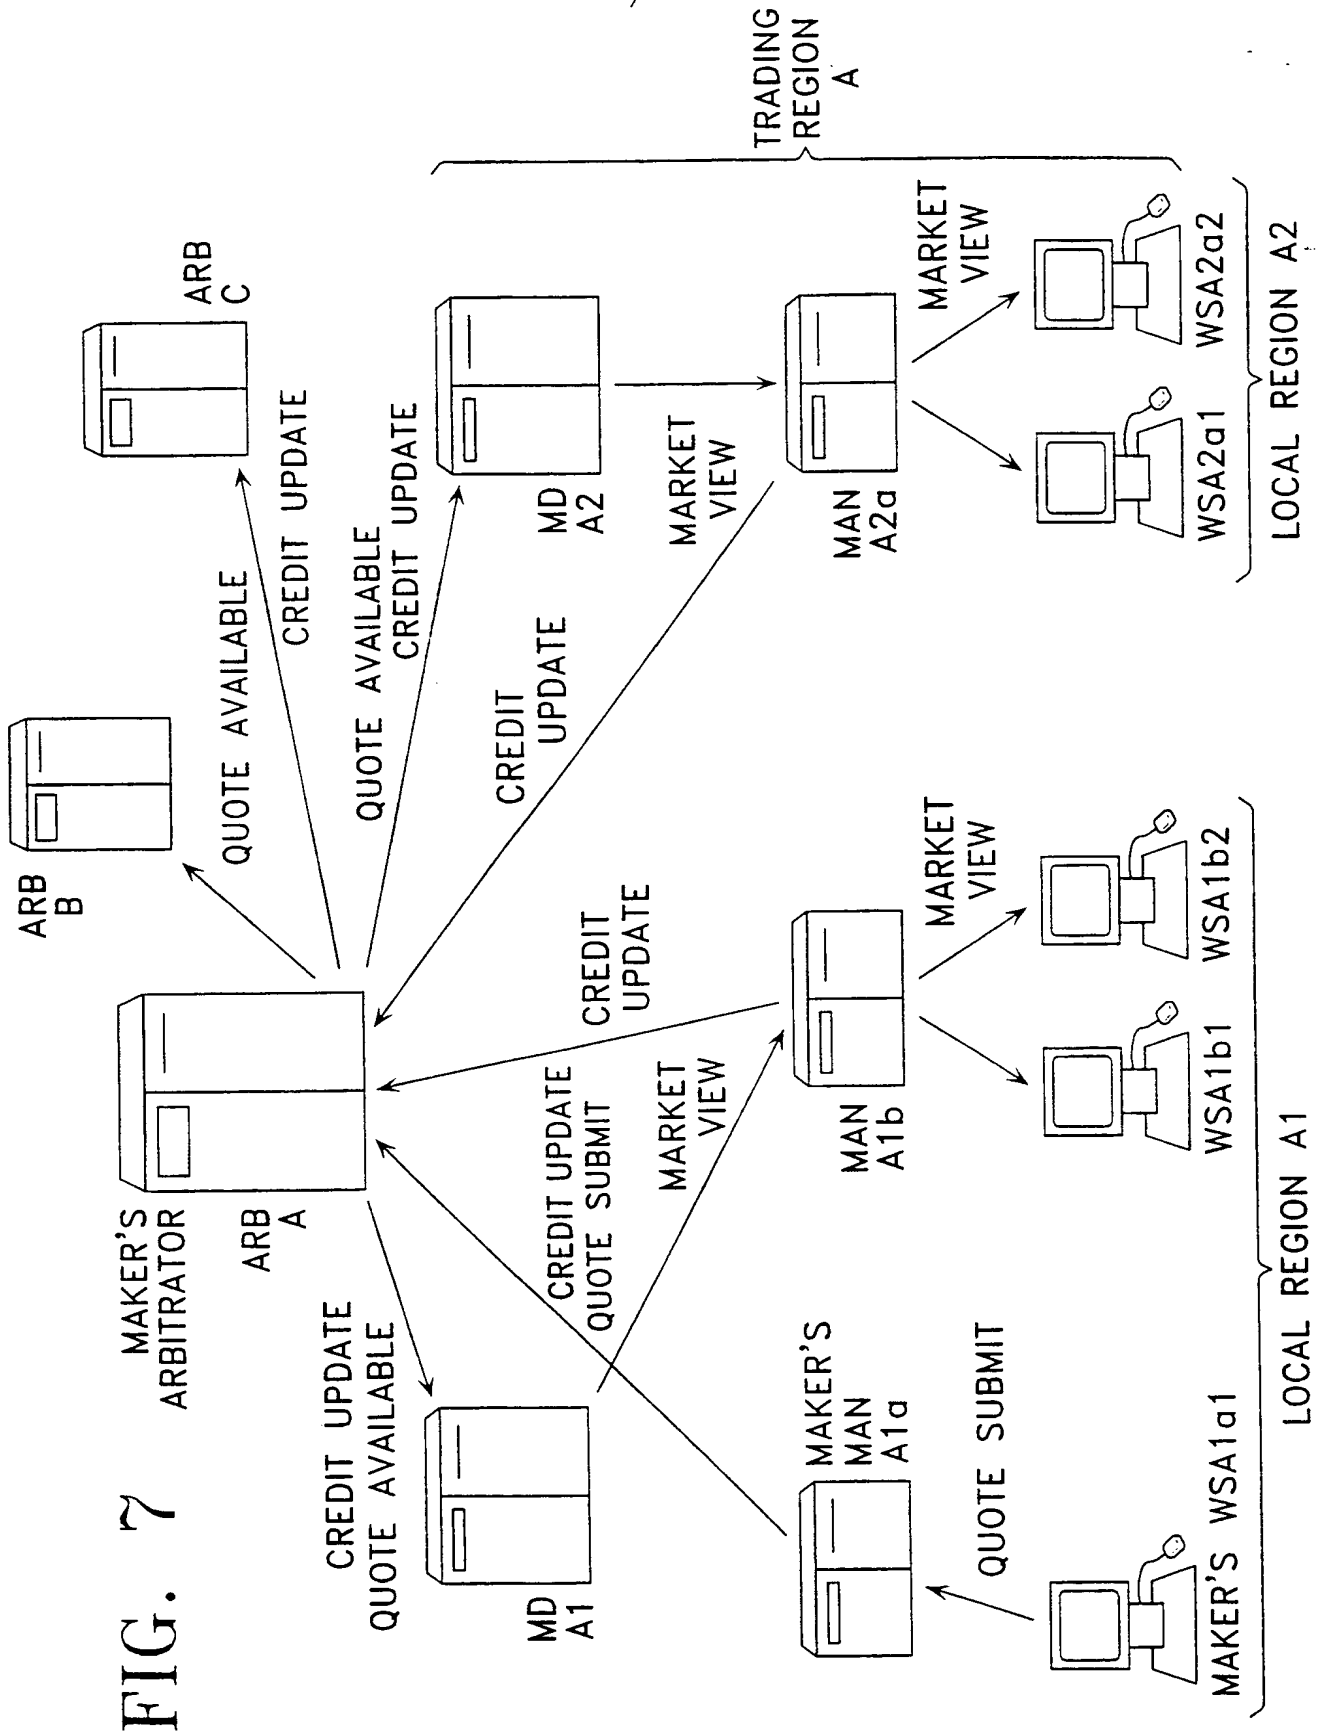 FIG. 7
MAKER'S
ARBITRATOR
ARB
A
ARB
B
ARB
C
QUOTE AVAILABLE
CREDIT UPDATE
QUOTE AVAILABLE
CREDIT UPDATE
CREDIT UPDATE
QUOTE AVAILABLE
MD
A1
MD
A2
CREDIT UPDATE
QUOTE SUBMIT
CREDIT
UPDATE
CREDIT
UPDATE
MARKET
VIEW
MARKET
VIEW
MAKER'S
MAN
A1a
MAN
A1b
MAN
A2a
QUOTE SUBMIT
MARKET
VIEW
MARKET
VIEW
MAKER'S WSA1a1
WSA1b1
WSA1b2
WSA2a1
WSA2a2
LOCAL REGION A1
LOCAL REGION A2
TRADING
REGION
A